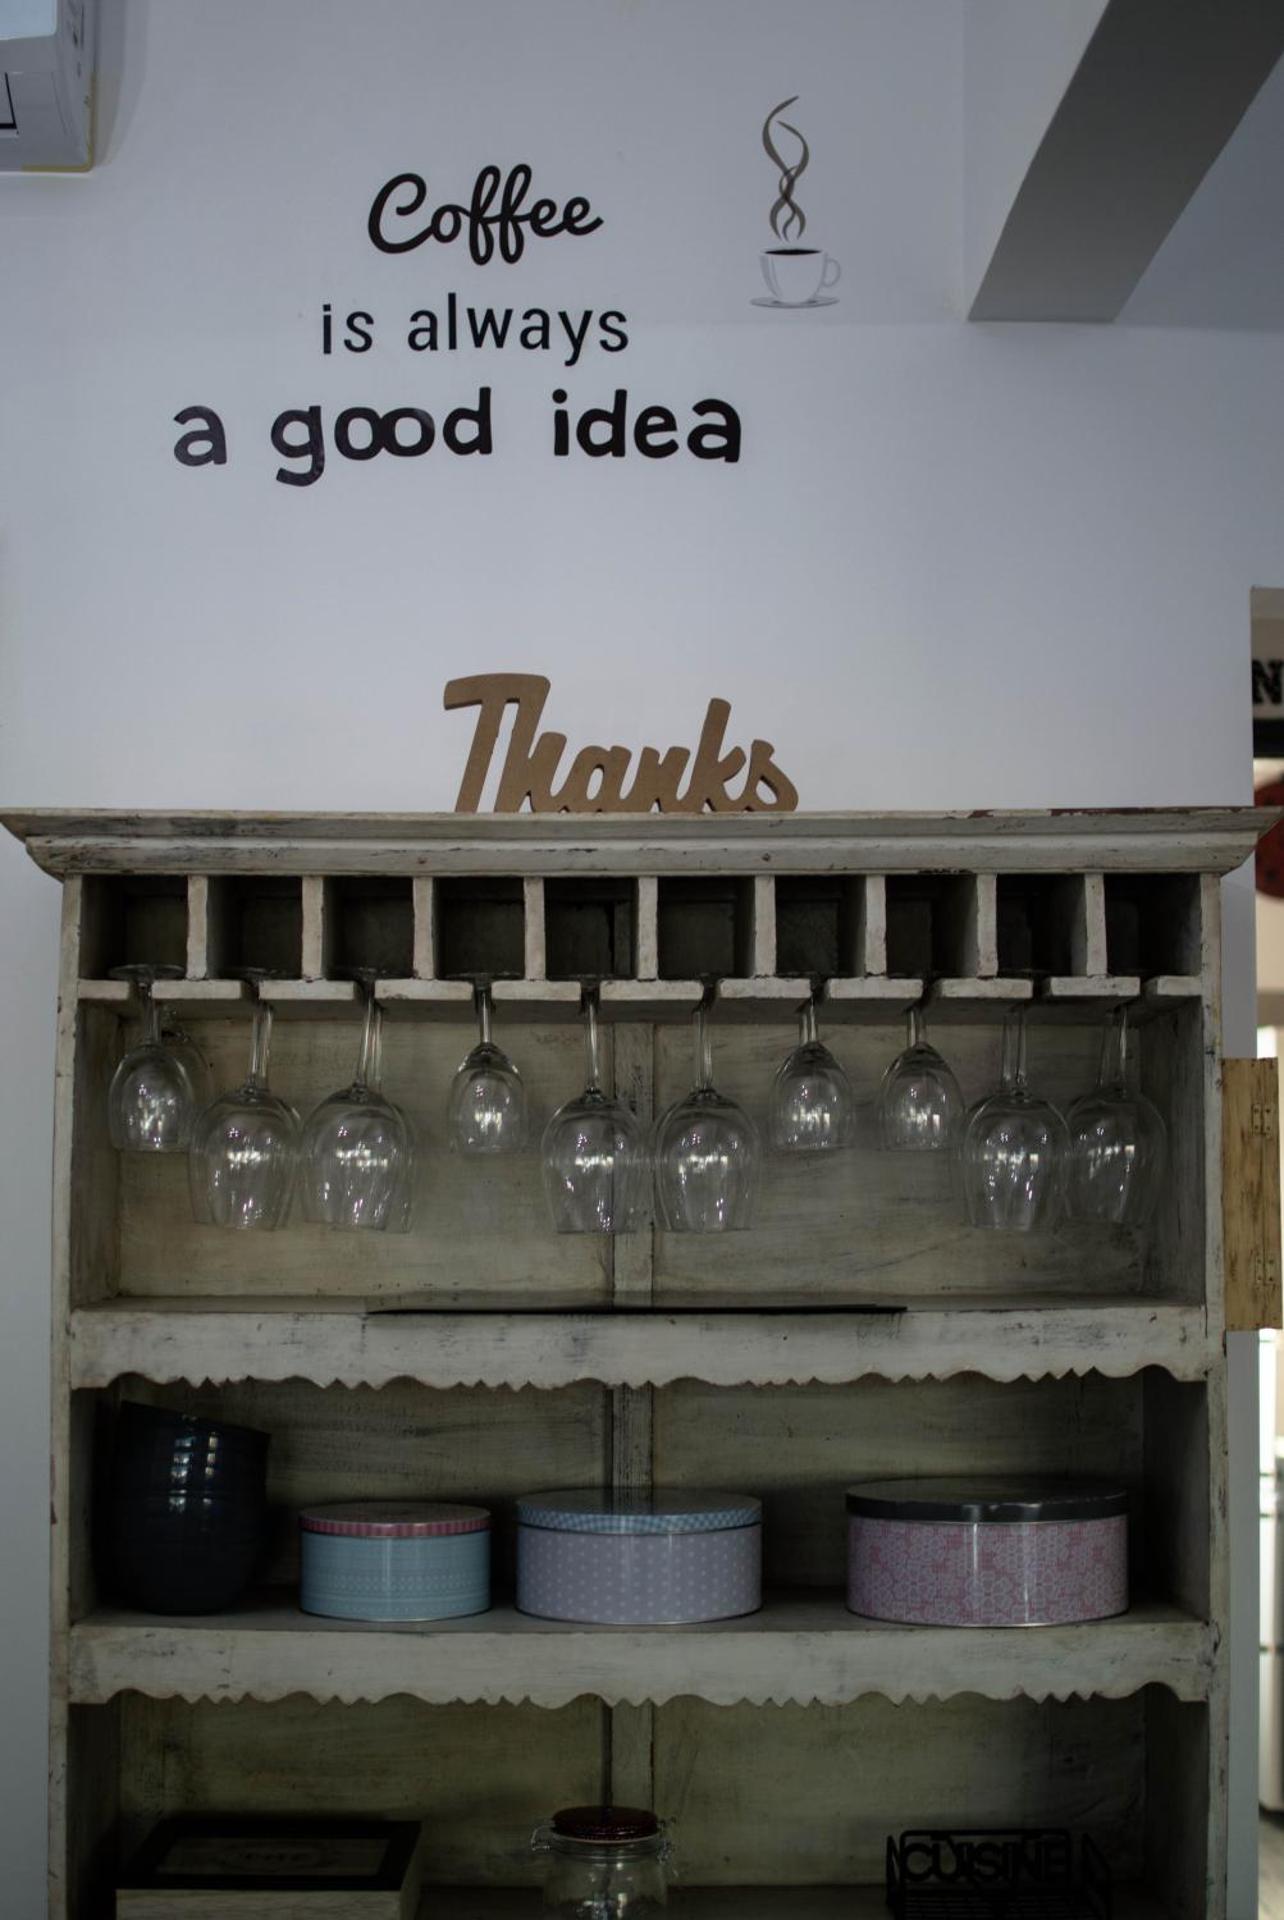 Coffee
is always
a good idea
Thanks
CUISINE